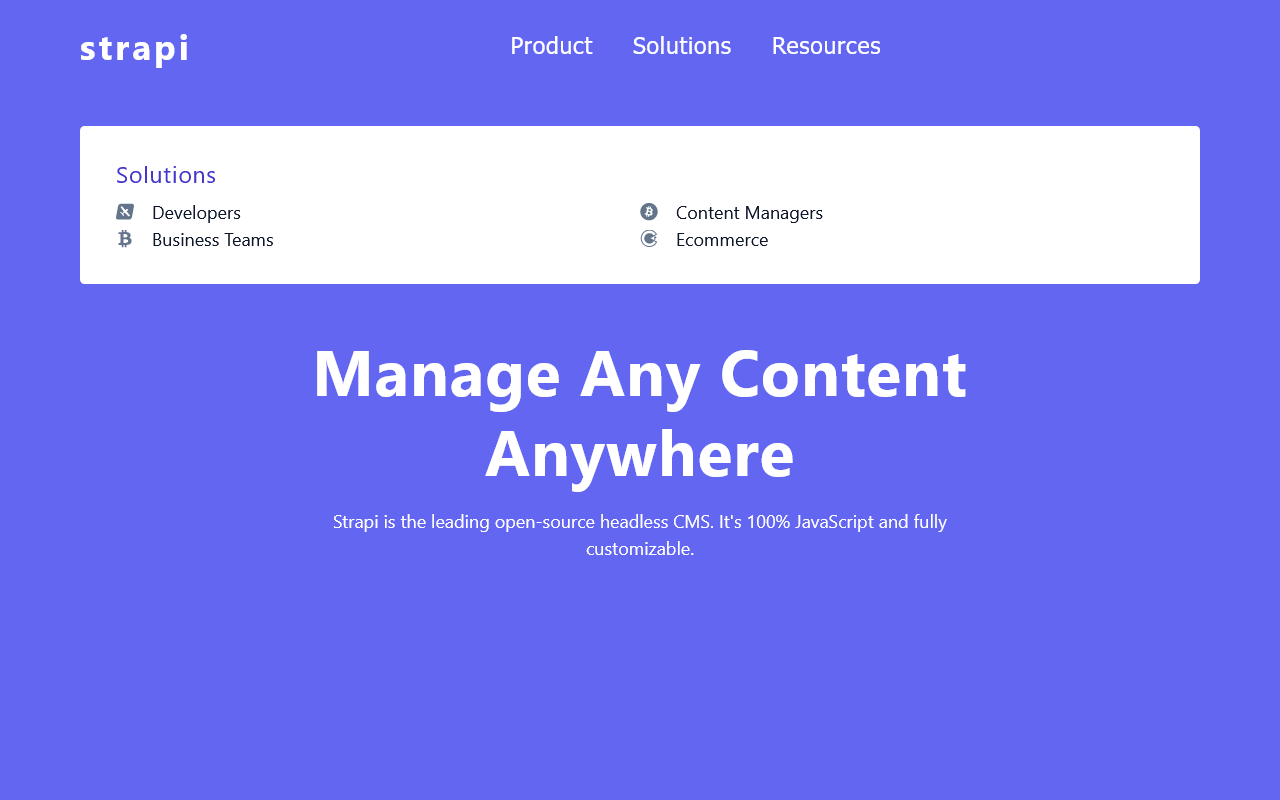 strapi
Product Solutions Resources
Solutions
Developers Content Managers
Business Teams Ecommerce
Manage Any Content
Anywhere
Strapi is the leading open-source headless CMS. It's 100% JavaScript and fully
customizable.